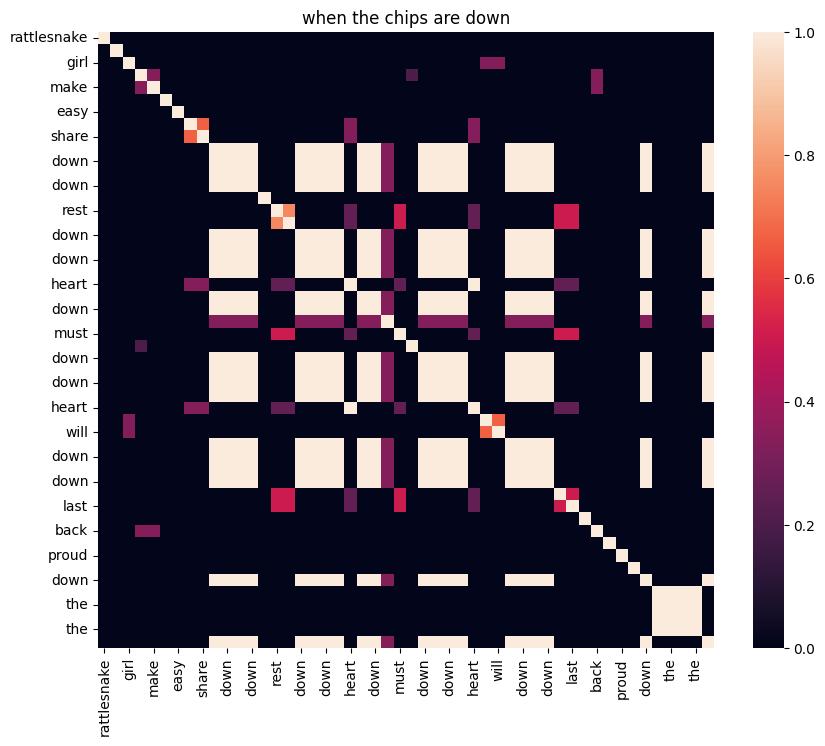 when the chips are down
rattlesnake
girl
make
easy
share
down
down
rest
down
down
heart
down
must
down
down
heart
will
down
down
last
back
proud
down
the
the
rattlesnake
girl
make
easy
share
down
down
rest
down
down
heart
down
must
down
down
heart
will
down
down
last
back
proud
down
the
the
1.0
0.8
0.6
0.4
0.2
0.0